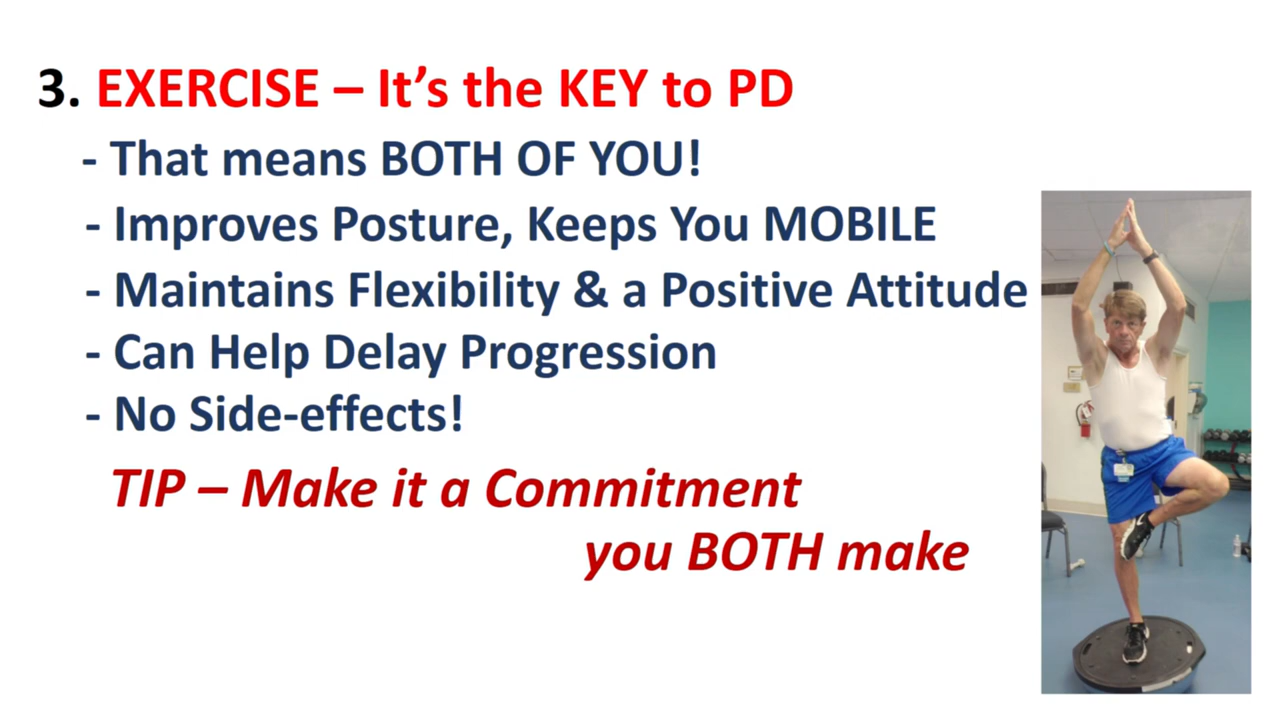 3. EXERCISE – It's the KEY to PD
- That means BOTH OF YOU!
- Improves Posture, Keeps You MOBILE
- Maintains Flexibility & a Positive Attitude
- Can Help Delay Progression
- No Side-effects!
TIP – Make it a Commitment
you BOTH make